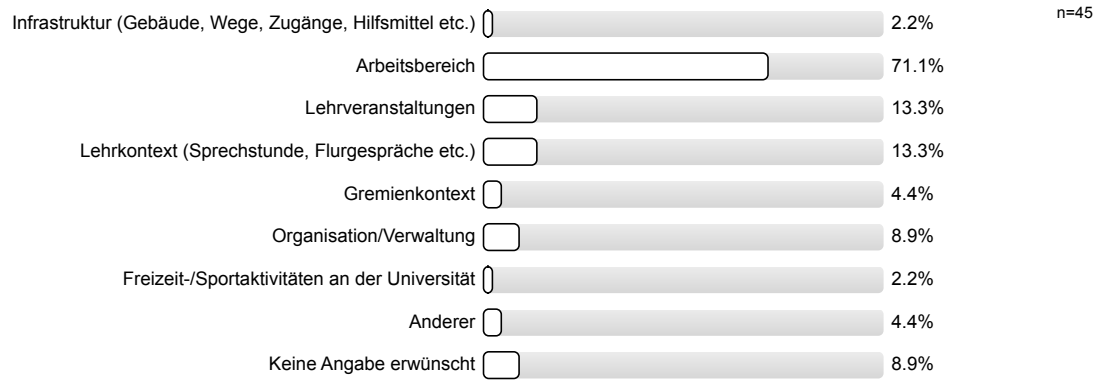 Infrastruktur (Gebäude, Wege, Zugänge, Hilfsmittel etc.) 2.2% n=45
Arbeitsbereich 71.1%
Lehrveranstaltungen 13.3%
Lehrkontext (Sprechstunde, Flurgespräche etc.) 13.3%
Gremienkontext 4.4%
Organisation/Verwaltung 8.9%
Freizeit-/Sportaktivitäten an der Universität 2.2%
Anderer 4.4%
Keine Angabe erwünscht 8.9%